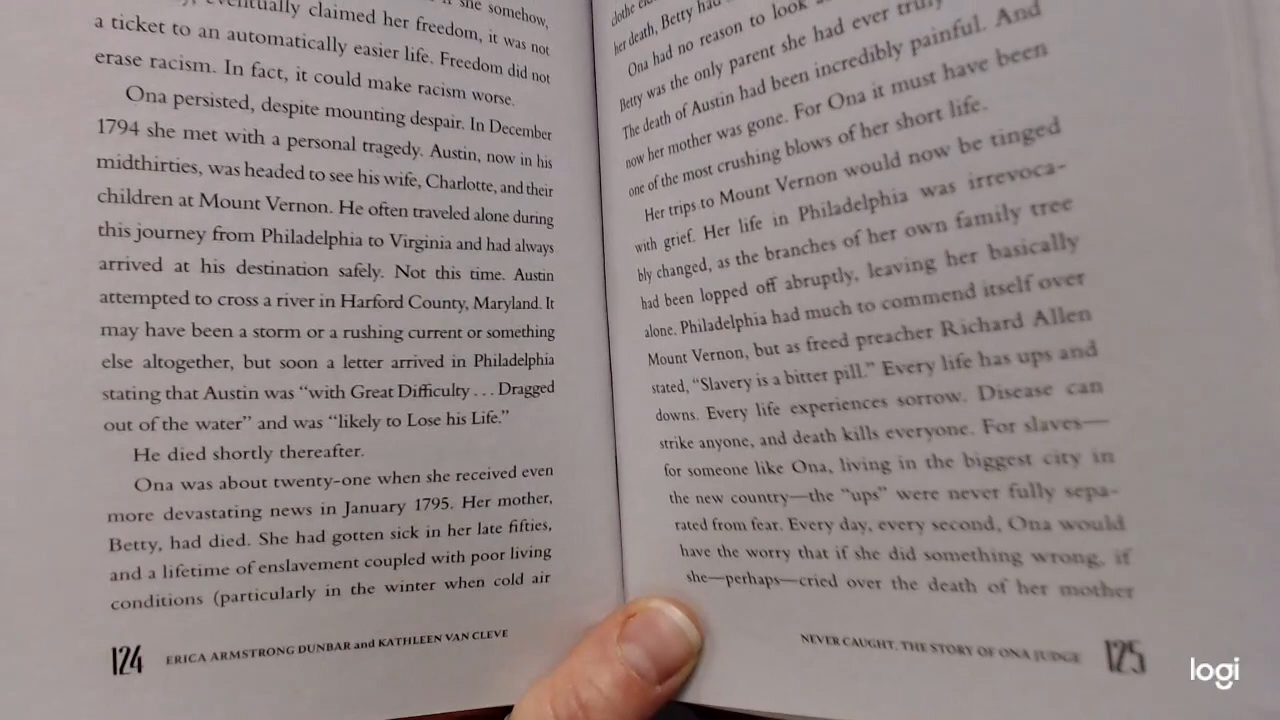 she somehow,
eventually claimed her freedom, it was not
a ticket to an automatically easier life. Freedom did not
erase racism. In fact, it could make racism worse.
Ona persisted, despite mounting despair. In December
1794 she met with a personal tragedy. Austin, now in his
midthirties, was headed to see his wife, Charlotte, and their
children at Mount Vernon. He often traveled alone during
this journey from Philadelphia to Virginia and had always
arrived at his destination safely. Not this time. Austin
attempted to cross a river in Harford County, Maryland. It
may have been a storm or a rushing current or something
else altogether, but soon a letter arrived in Philadelphia
stating that Austin was “with Great Difficulty . . . Dragged
out of the water” and was “likely to Lose his Life.”
He died shortly thereafter.
Ona was about twenty-one when she received even
more devastating news in January 1795. Her mother,
Betty, had died. She had gotten sick in her late fifties,
and a lifetime of enslavement coupled with poor living
conditions (particularly in the winter when cold air
124 ERICA ARMSTRONG DUNBAR and KATHLEEN VAN CLEVE
clothe
her death, Betty had
Ona had no reason to look
Betty was the only parent she had ever truly
The death of Austin had been incredibly painful. And
now her mother was gone. For Ona it must have been
one of the most crushing blows of her short life.
Her trips to Mount Vernon would now be tinged
with grief. Her life in Philadelphia was irrevoca-
bly changed, as the branches of her own family tree
had been lopped off abruptly, leaving her basically
alone. Philadelphia had much to commend itself over
Mount Vernon, but as freed preacher Richard Allen
stated, “Slavery is a bitter pill.” Every life has ups and
downs. Every life experiences sorrow. Disease can
strike anyone, and death kills everyone. For slaves—
for someone like Ona, living in the biggest city in
the new country—the “ups” were never fully sepa-
rated from fear. Every day, every second, Ona would
have the worry that if she did something wrong, if
she—perhaps—cried over the death of her mother
NEVER CAUGHT, THE STORY OF ONA JUDGE 125
logi